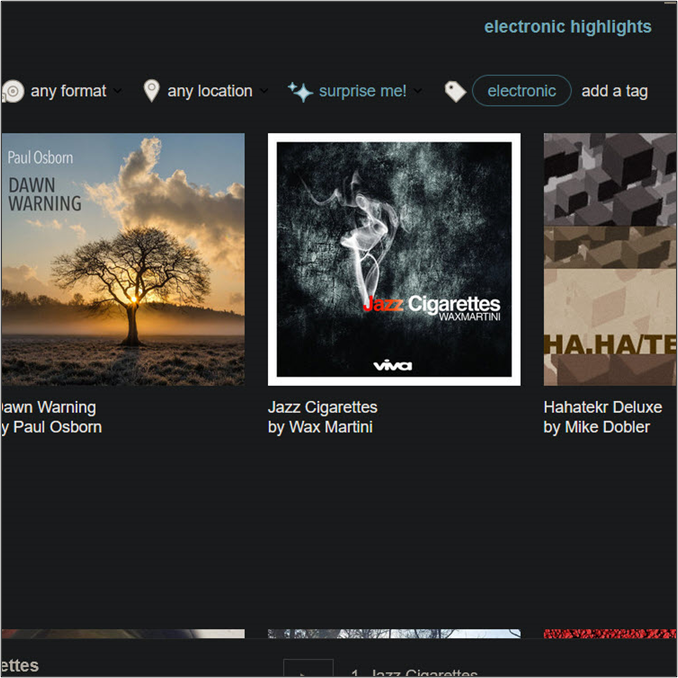 electronic highlights
any format
any location
surprise me!
electronic
add a tag
Paul Osborn
DAWN
WARNING
Jazz Cigarettes
WAXMARTINI
viva
HA.HA/TE
awn Warning
y Paul Osborn
Jazz Cigarettes
by Wax Martini
Hahatekr Deluxe
by Mike Dobler
ettes
1. Jazz Cigarettes